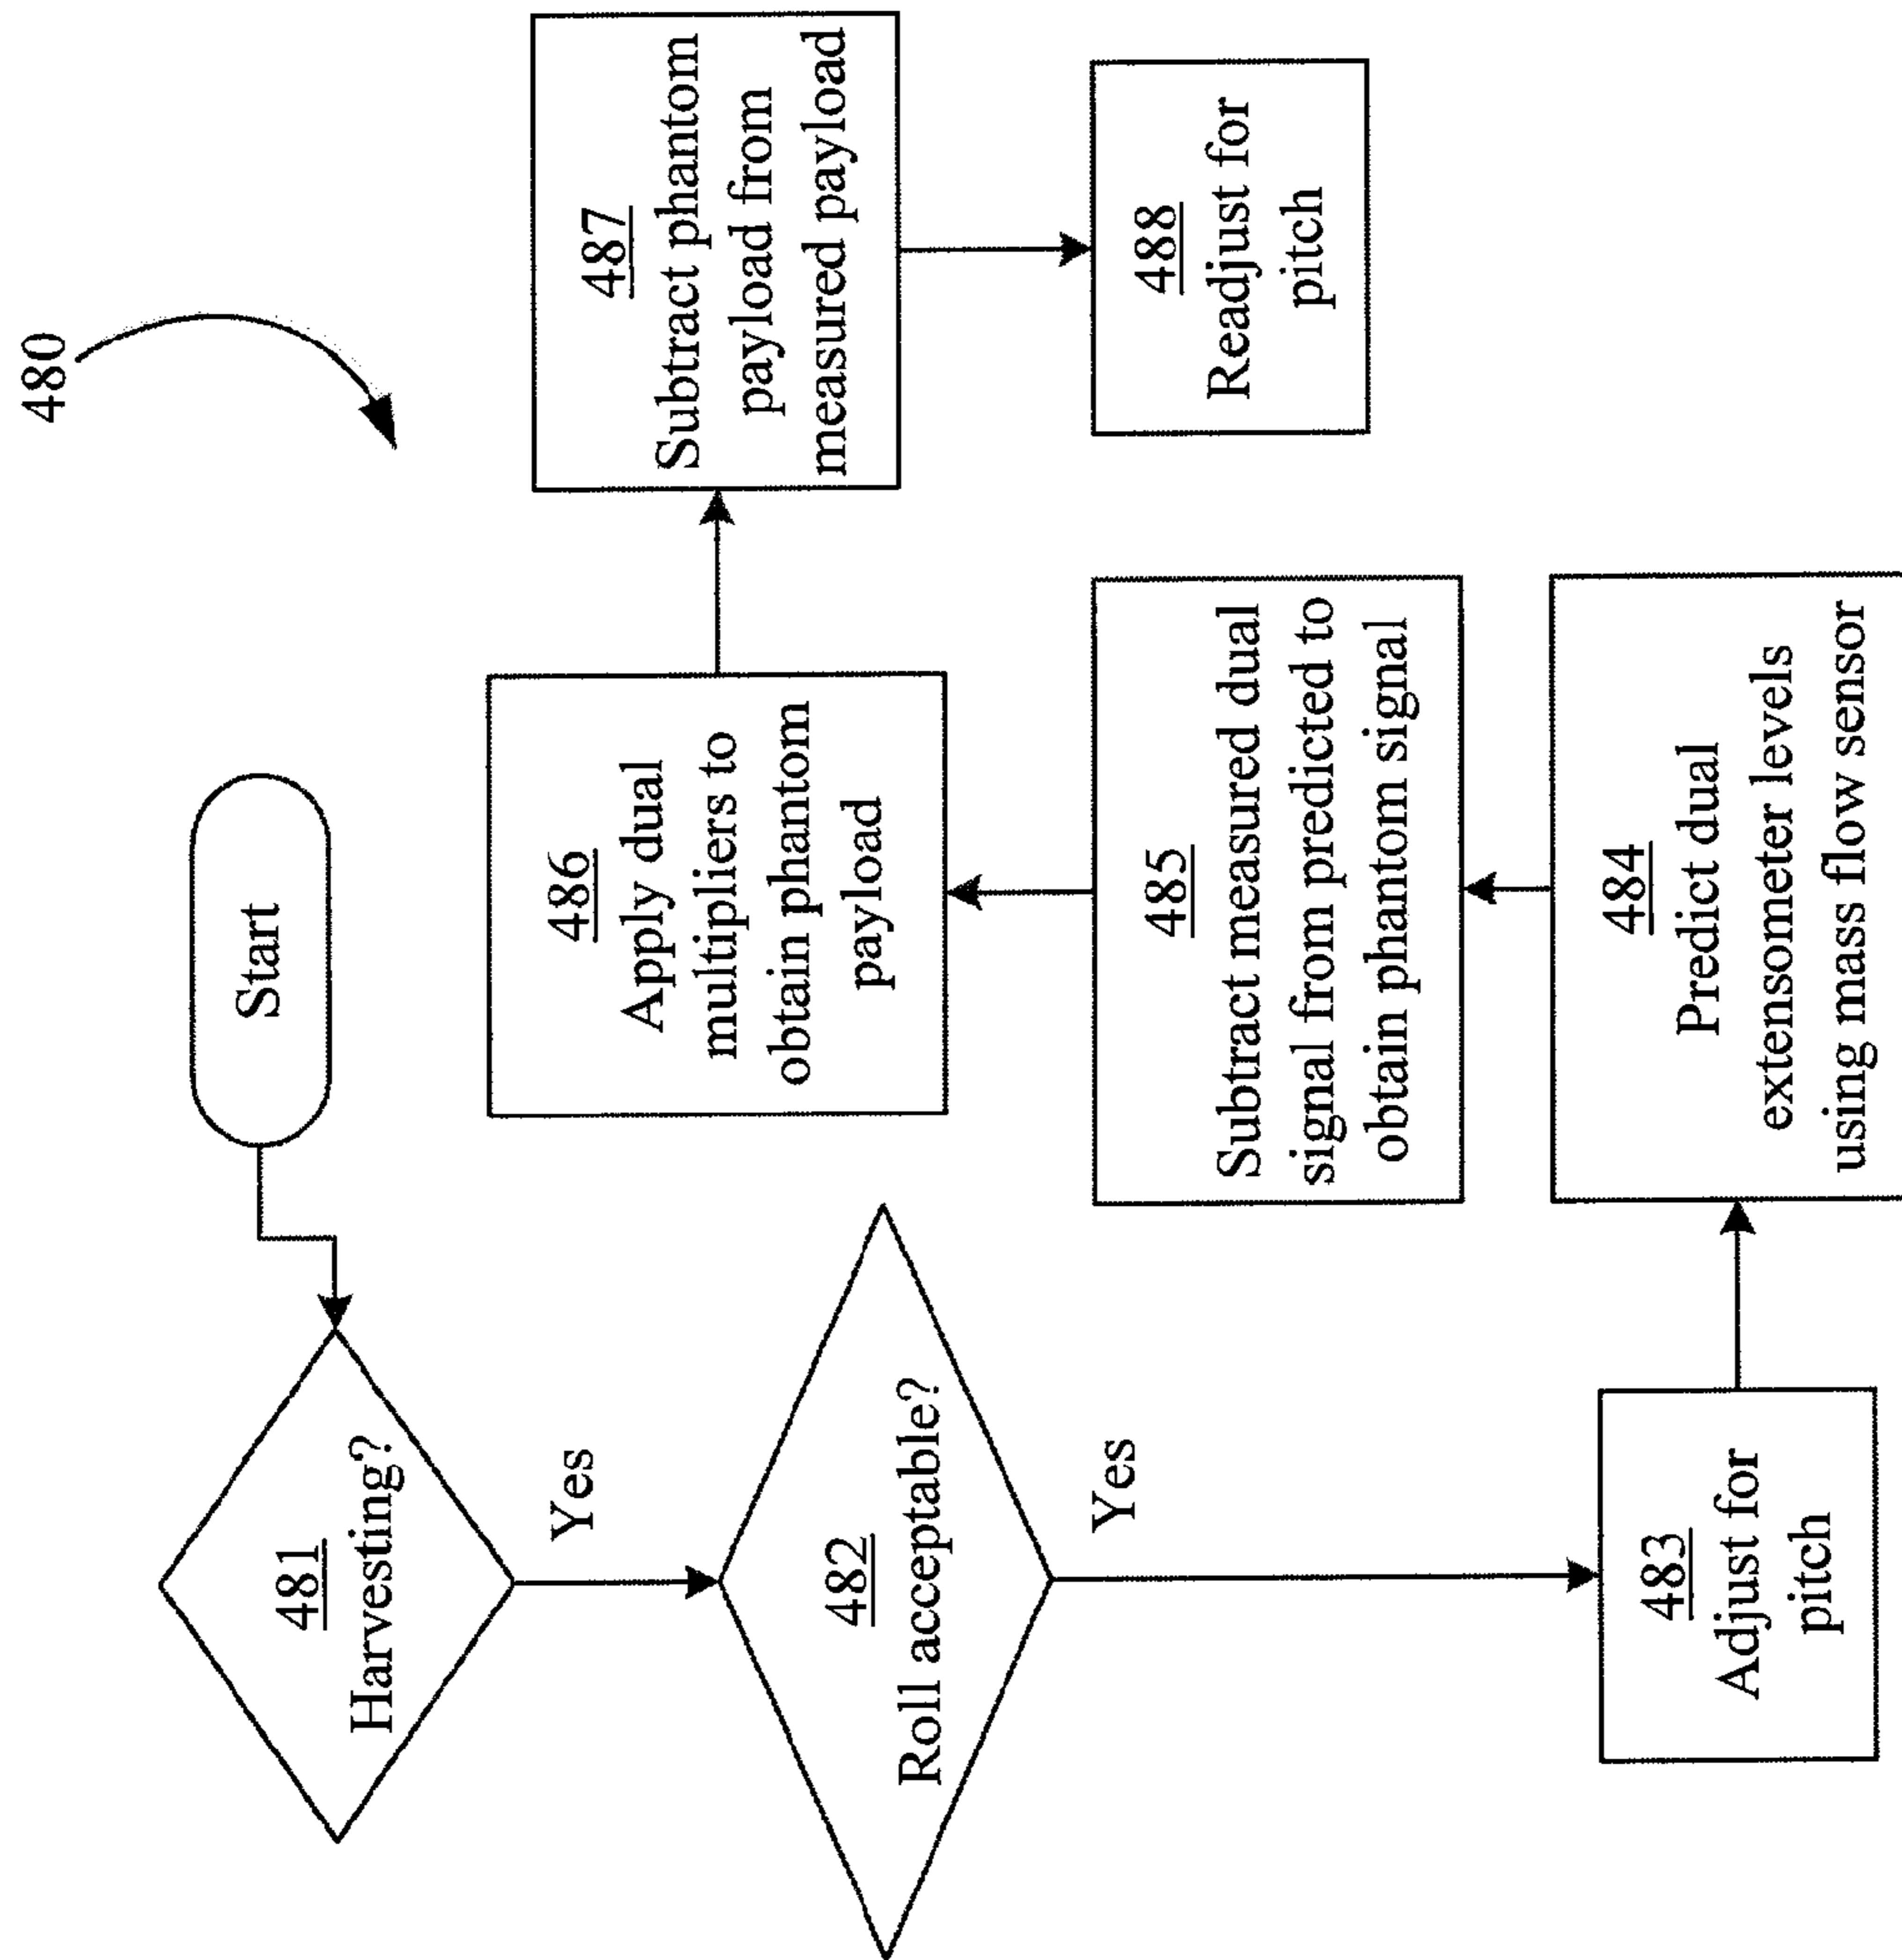 480
Start
481
Harvesting?
Yes
482
Roll acceptable?
Yes
483
Adjust for
pitch
484
Predict dual
extensometer levels
using mass flow sensor
485
Subtract measured dual
signal from predicted to
obtain phantom signal
486
Apply dual
multipliers to
obtain phantom
payload
487
Subtract phantom
payload from
measured payload
488
Readjust for
pitch